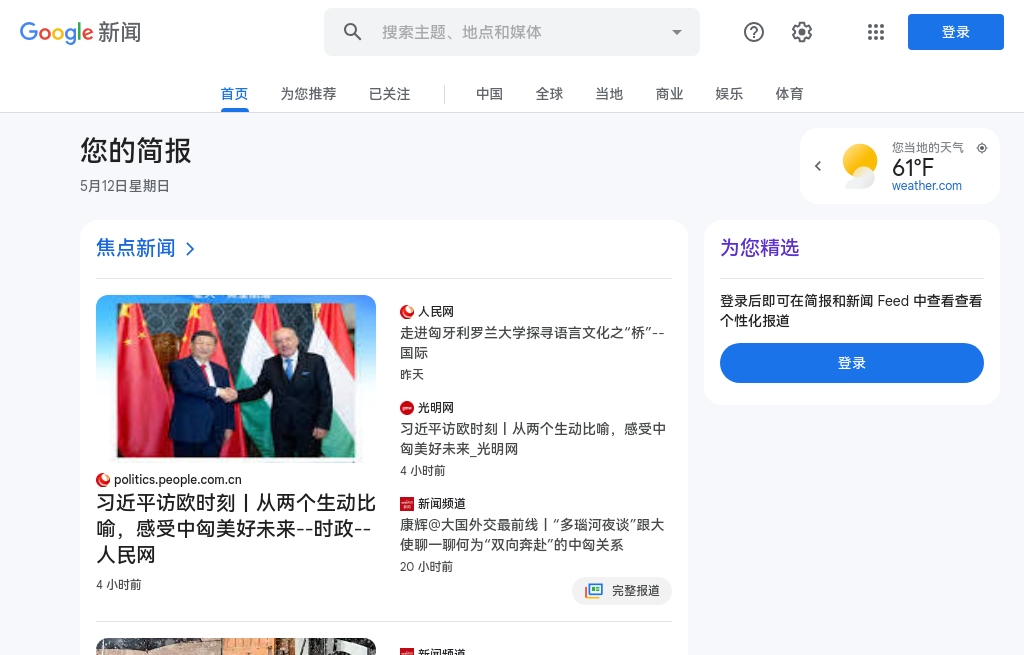 Google 新闻
搜索主题、地点和媒体
登录
首页
为您推荐
已关注
中国
全球
当地
商业
娱乐
体育
您的简报
5月12日星期日
您当地的天气
61°F
weather.com
焦点新闻
politics.people.com.cn
习近平访欧时刻丨从两个生动比
喻，感受中匈美好未来--时政--
人民网
4 小时前
人民网
走进匈牙利罗兰大学探寻语言文化之“桥”--
国际
昨天
光明网
习近平访欧时刻丨从两个生动比喻，感受中
匈美好未来_光明网
4 小时前
新闻频道
康辉@大国外交最前线丨“多瑙河夜谈”跟大
使聊一聊何为“双向奔赴”的中匈关系
20 小时前
完整报道
新闻频道
为您精选
登录后即可在简报和新闻 Feed 中查看查看
个性化报道
登录